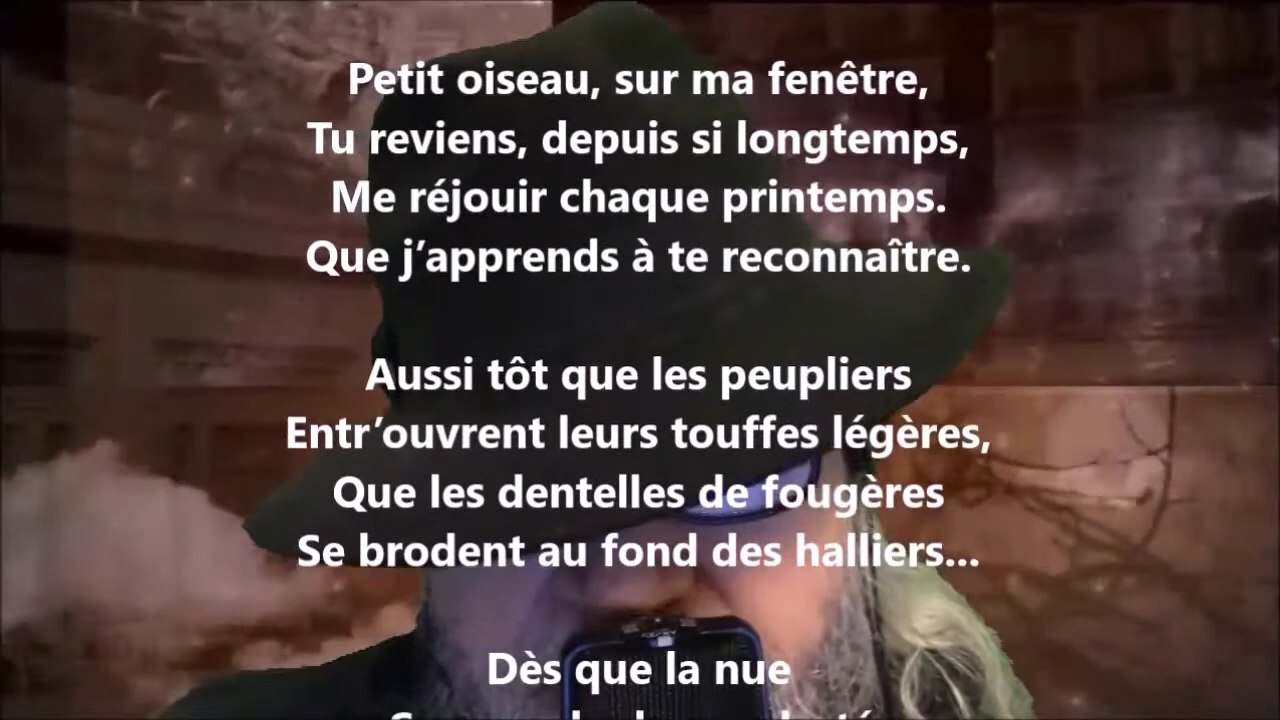 Petit oiseau, sur ma fenêtre,
Tu reviens, depuis si longtemps,
Me réjouir chaque printemps.
Que j’apprends à te reconnaître.
Aussi tôt que les peupliers
Entr’ouvrent leurs touffes légères,
Que les dentelles de fougères
Se brodent au fond des halliers...
Dès que la nue